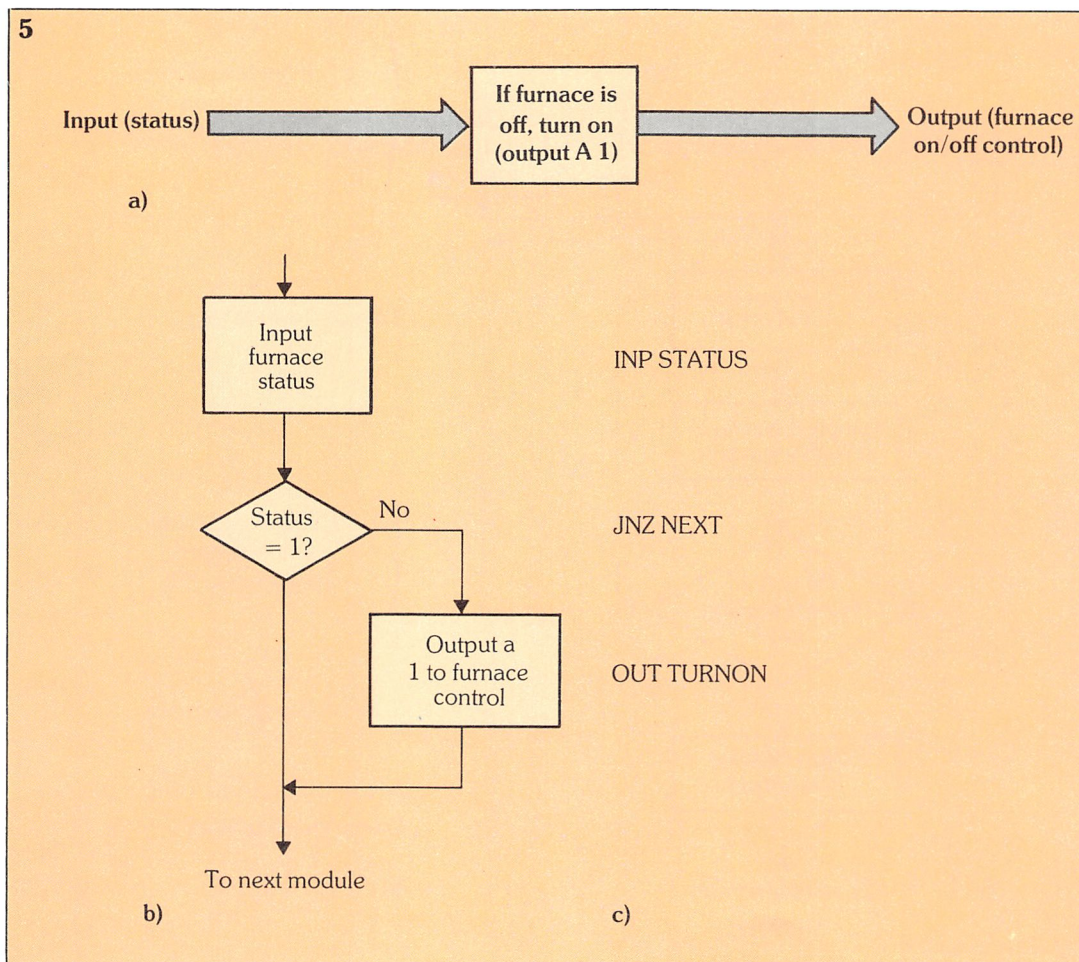 5
Input (status)
If furnace is
off, turn on
(output A 1)
Output (furnace
on/off control)
a)
Input
furnace
status
INP STATUS
Status
= 1?
No
JNZ NEXT
Output a
1 to furnace
control
OUT TURNON
To next module
b)
c)